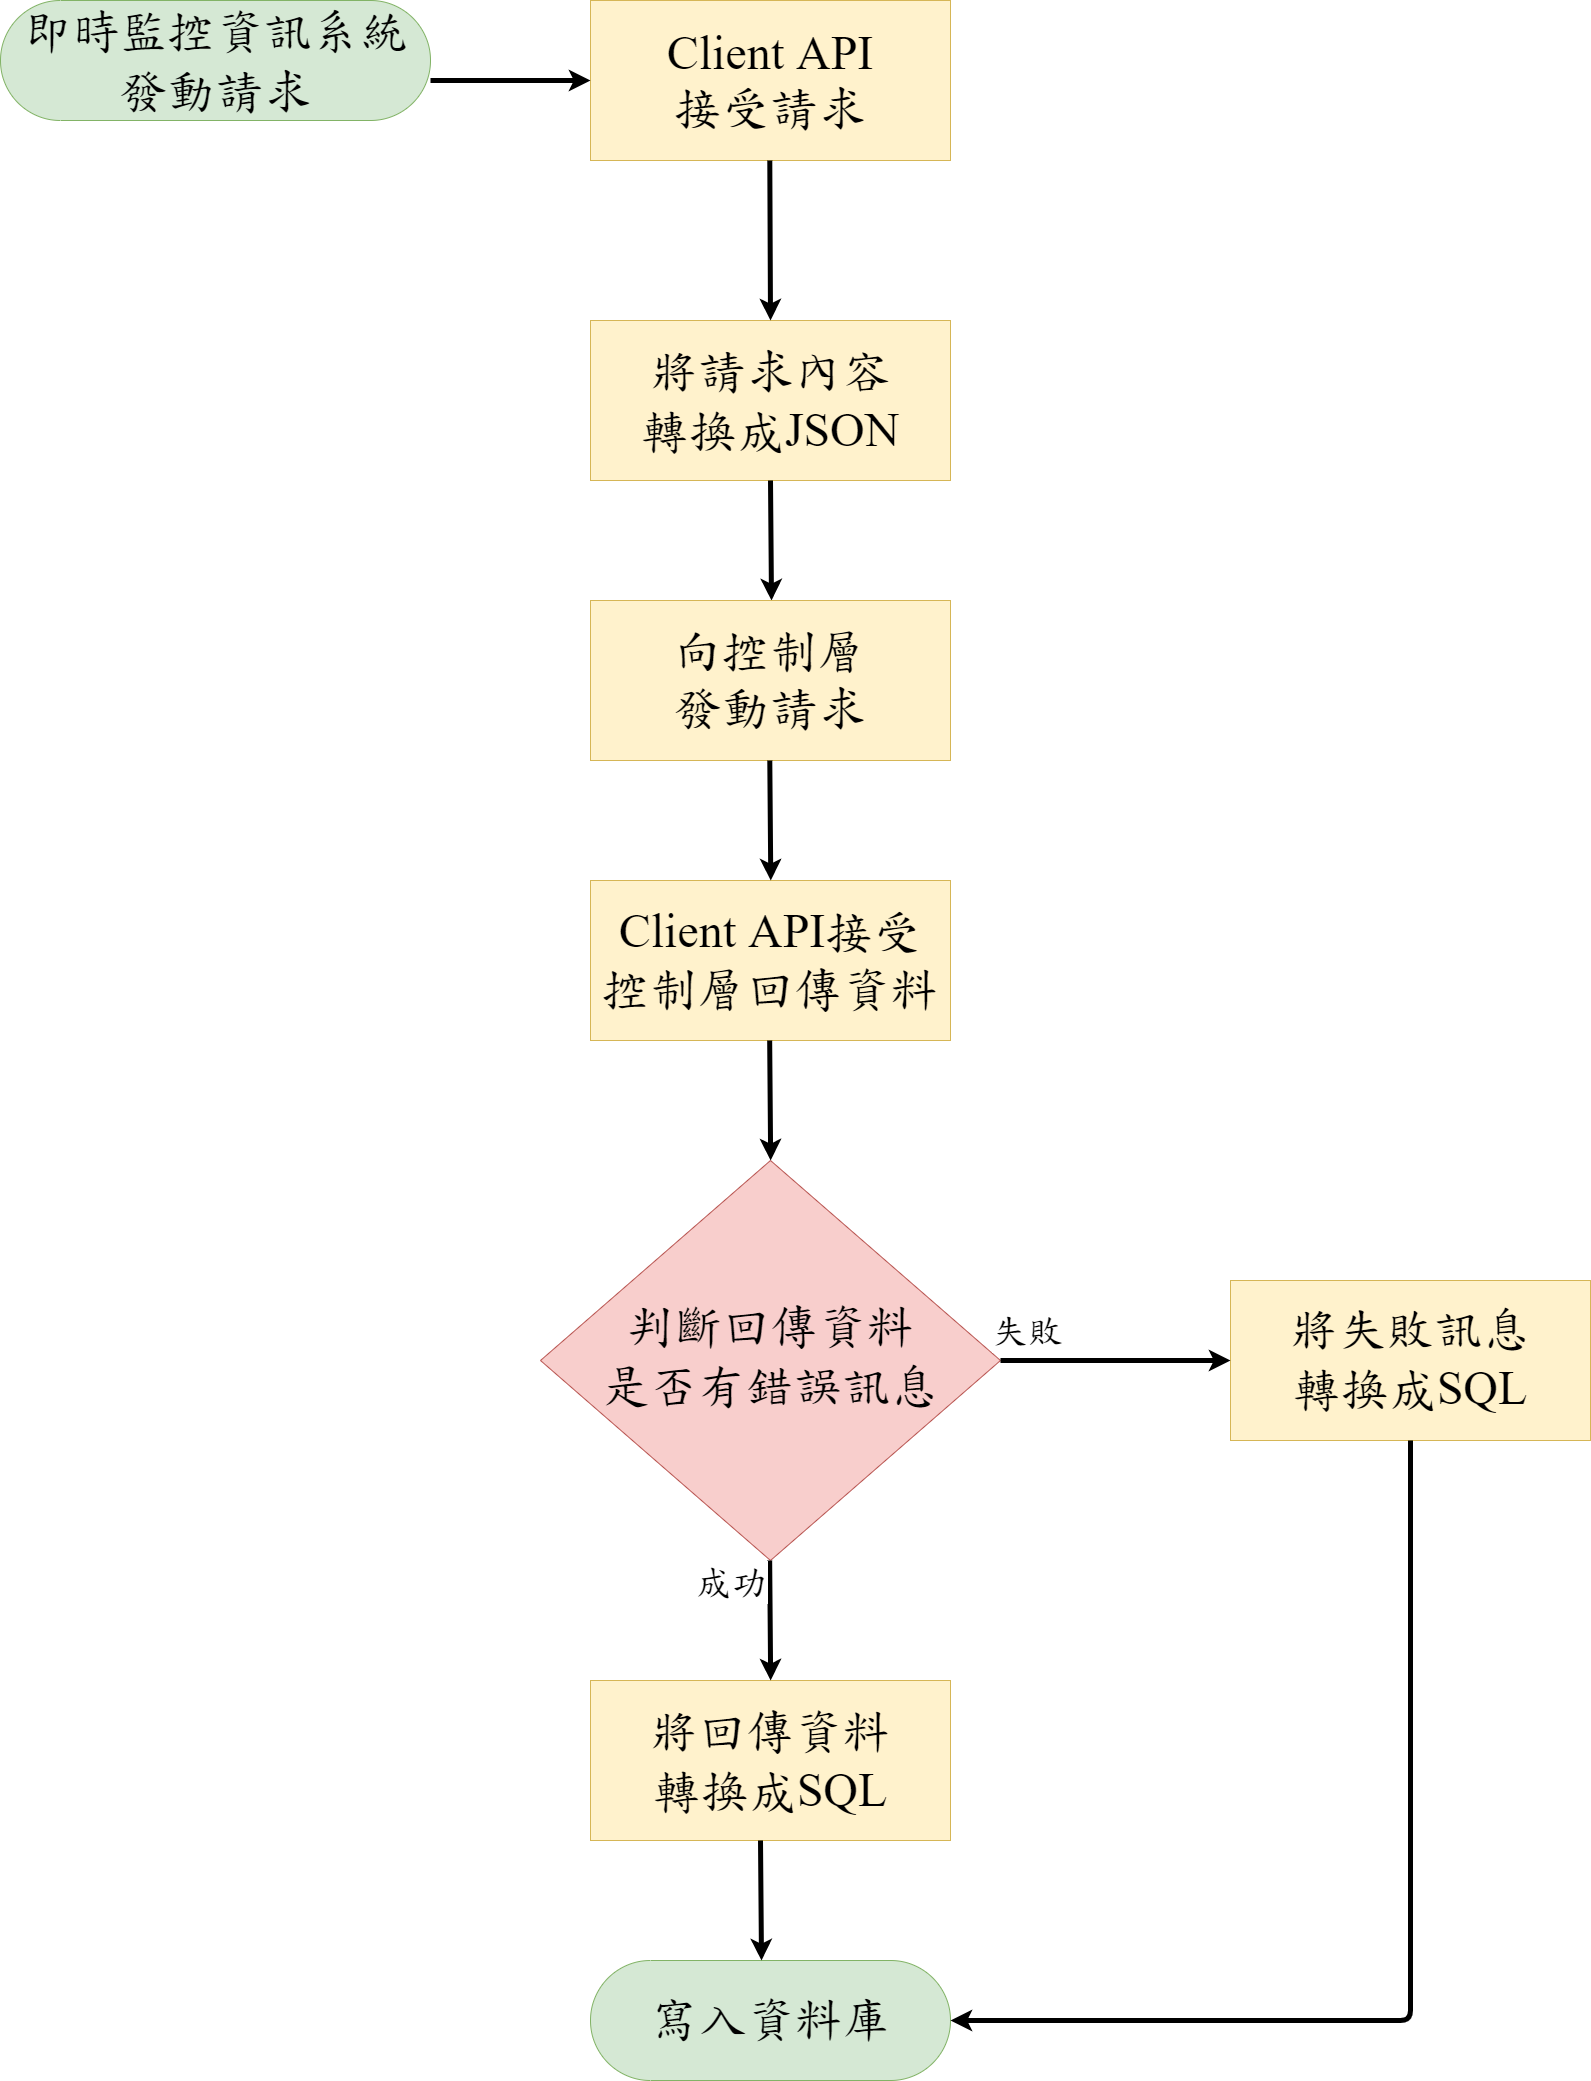 即時監控資訊系統
發動請求
Client API
接受請求
將請求內容
轉換成JSON
向控制層
發動請求
Client API接受
控制層回傳資料
判斷回傳資料
是否有錯誤訊息
失敗
將失敗訊息
轉換成SQL
成功
將回傳資料
轉換成SQL
寫入資料庫